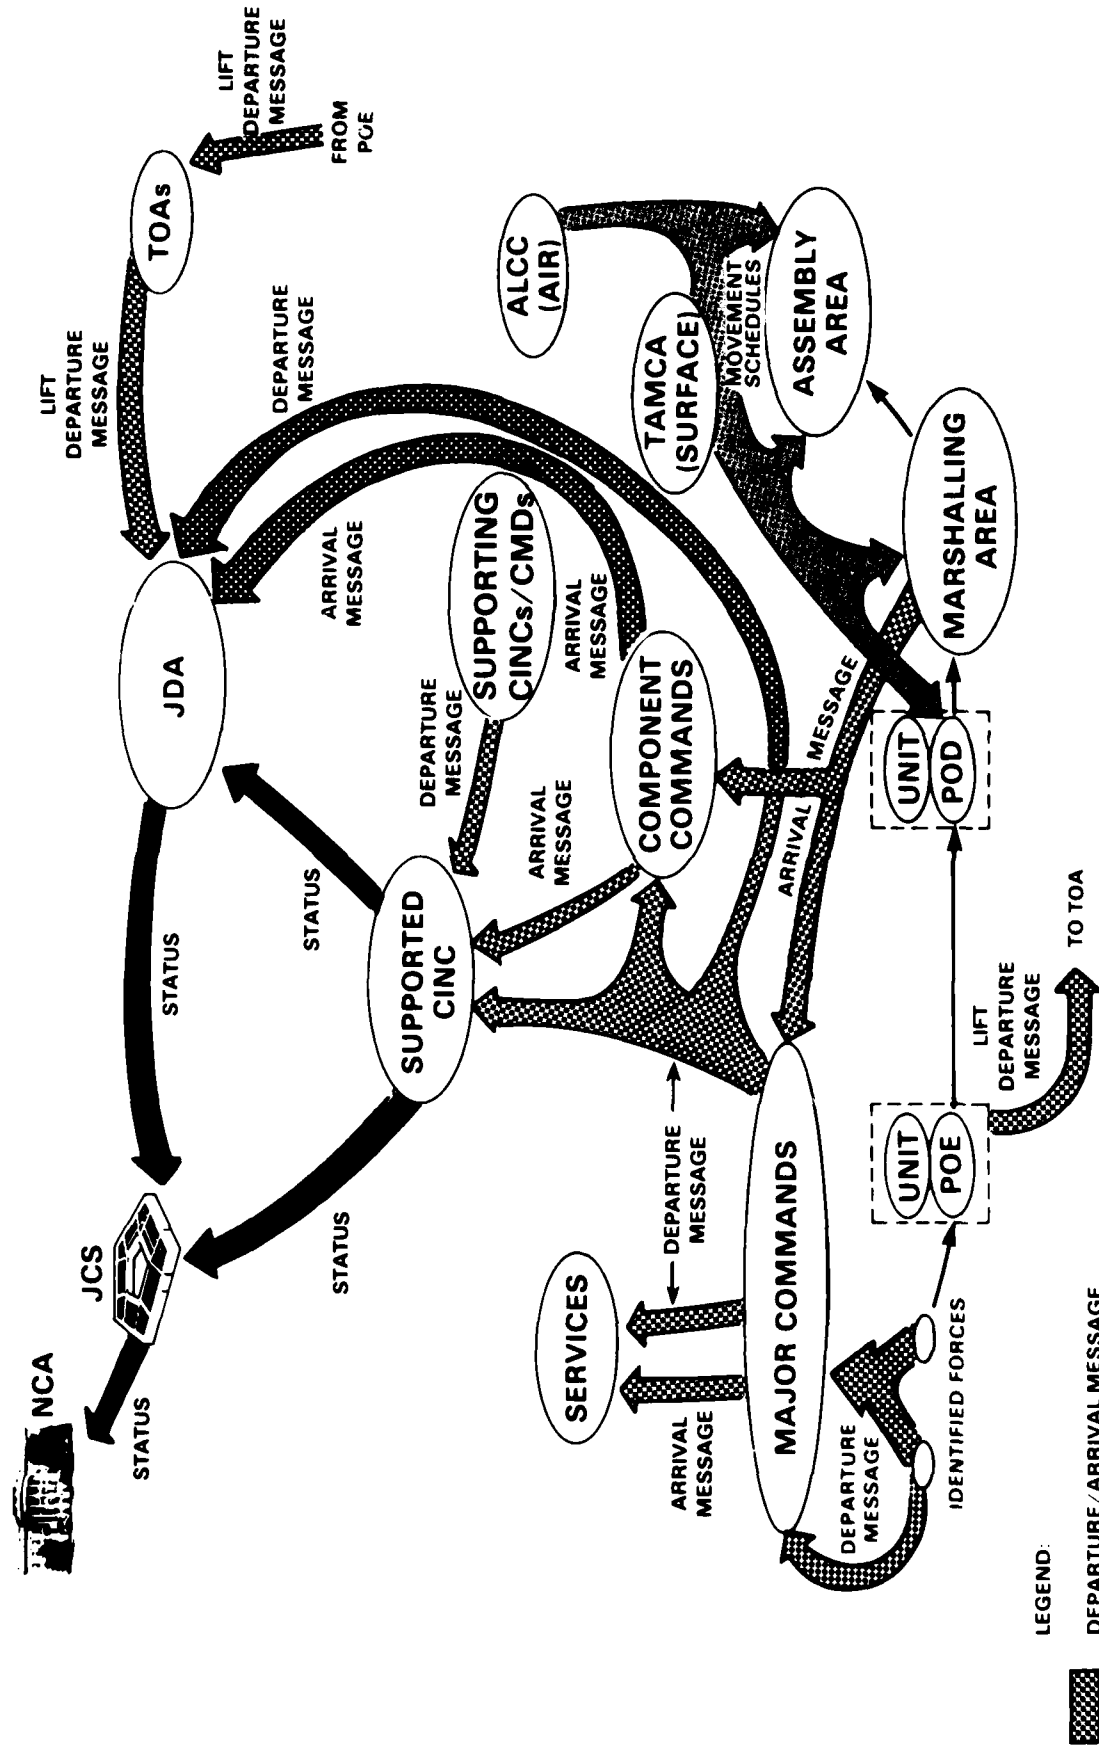 NCA
STATUS
JCS
STATUS
STATUS
STATUS
JDA
LIFT
DEPARTURE
MESSAGE
TOAs
LIFT
DEPARTURE
MESSAGE
FROM
POE
DEPARTURE
MESSAGE
ARRIVAL
MESSAGE
SUPPORTED
CINC
DEPARTURE
MESSAGE
SUPPORTING
CINCs/CMDs
ARRIVAL
MESSAGE
ARRIVAL
MESSAGE
ALCC
(AIR)
SERVICES
ARRIVAL
MESSAGE
DEPARTURE
MESSAGE
COMPONENT
COMMANDS
TAMCA
(SURFACE)
MOVEMENT
SCHEDULES
ASSEMBLY
AREA
MAJOR COMMANDS
ARRIVAL
MESSAGE
DEPARTURE
MESSAGE
UNIT
POE
UNIT
POD
MARSHALLING
AREA
IDENTIFIED FORCES
LIFT
DEPARTURE
MESSAGE
TO TOA
LEGEND:
DEPARTURE/ARRIVAL MESSAGE